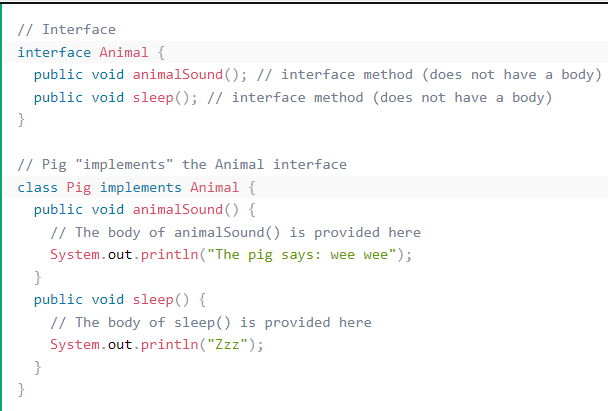 // Interface
interface Animal {
  public void animalSound(); // interface method (does not have a body)
  public void sleep(); // interface method (does not have a body)
}

// Pig "implements" the Animal interface
class Pig implements Animal {
  public void animalSound() {
    // The body of animalSound() is provided here
    System.out.println("The pig says: wee wee");
  }
  public void sleep() {
    // The body of sleep() is provided here
    System.out.println("Zzz");
  }
}